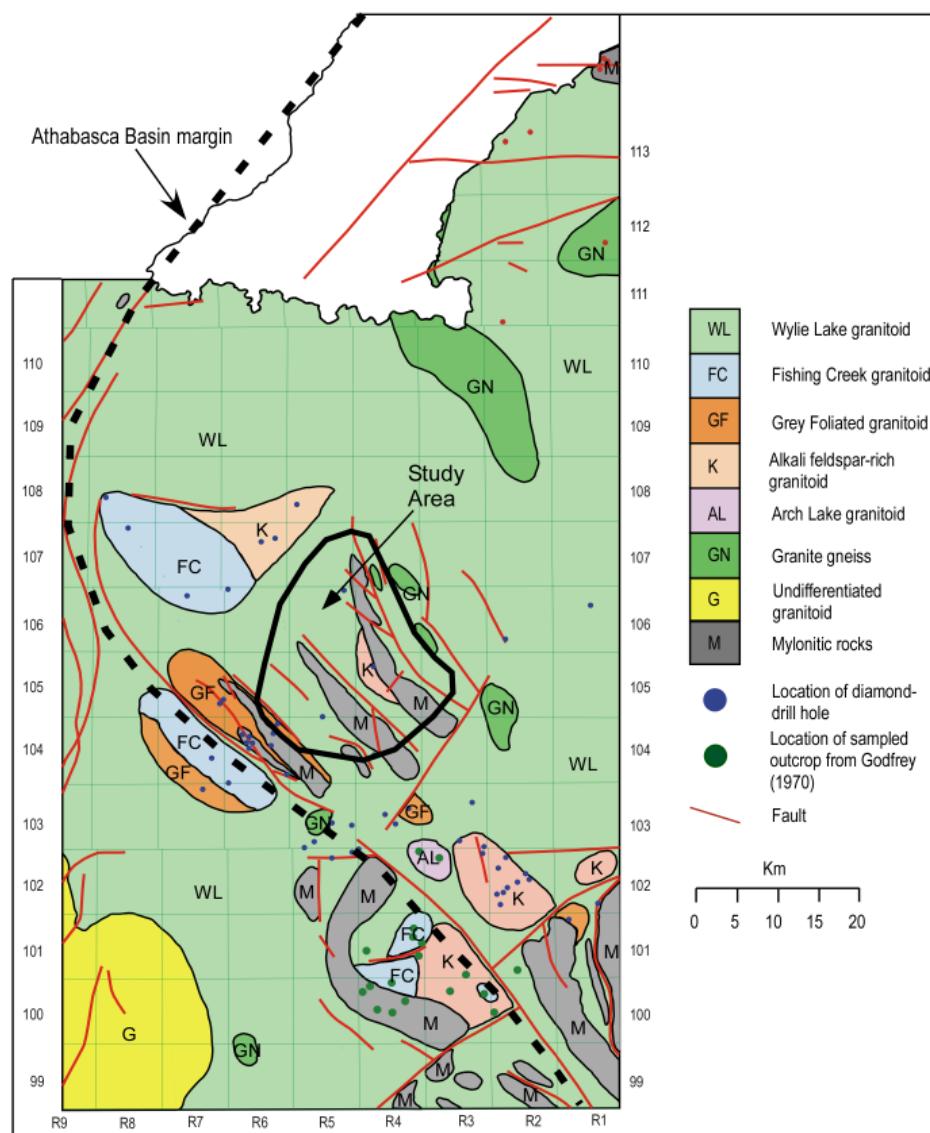 Athabasca Basin margin
M
113
112
GN
111
110
110
GN
WL
109
109
WL
Study
Area
108
108
K
107
107
FC
GN
106
106
K
105
105
GF
M
M
GN
104
104
FC
GF
M
WL
103
103
GN
GF
AL
K
102
102
WL
M
M
K
FC
101
101
K
M
FC
100
100
G
M
M
GN
M
99
99
M
M
R9
R8
R7
R6
R5
R4
R3
R2
R1
WL
Wylie Lake granitoid
FC
Fishing Creek granitoid
GF
Grey Foliated granitoid
K
Alkali feldspar-rich
granitoid
AL
Arch Lake granitoid
GN
Granite gneiss
G
Undifferentiated
granitoid
M
Mylonitic rocks
Location of diamond-
drill hole
Location of sampled
outcrop from Godfrey
(1970)
Fault
Km
0 5 10 15 20